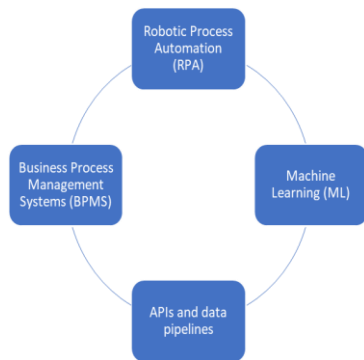 Robotic Process
Automation
(RPA)
Business Process
Management
Systems (BPMS)
Machine
Learning (ML)
APIs and data
pipelines